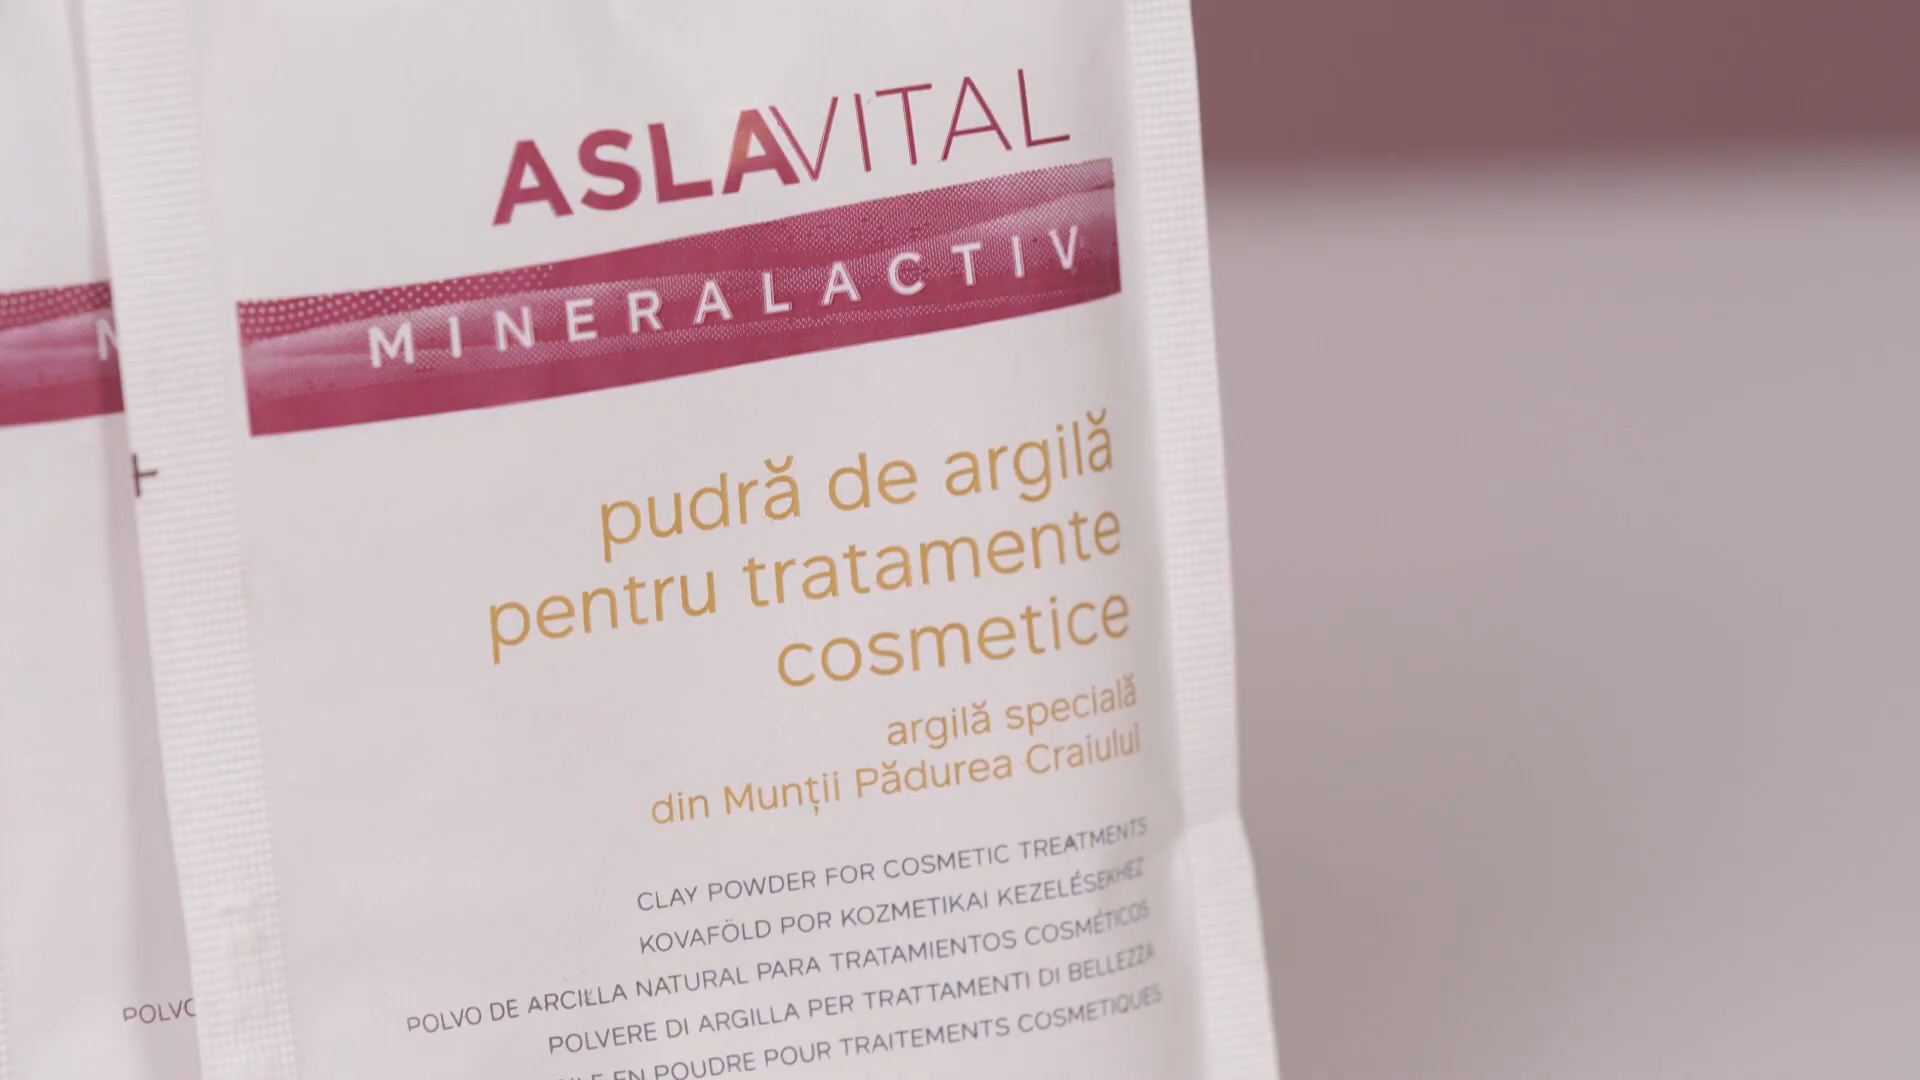 ASLAVITAL
MINERALACTIV
pudră de argilă
pentru tratamente
cosmetice
argilă specială
din Munții Pădurea Craiului
CLAY POWDER FOR COSMETIC TREATMENTS
KOVAFÖLD POR KOZMETIKAI KEZELÉSEKHEZ
POLVO DE ARCILLA NATURAL PARA TRATAMIENTOS COSMÉTICOS
POLVERE DI ARGILLA PER TRATTAMENTI DI BELLEZZA
EN POUDRE POUR TRAITEMENTS COSMETIQUES